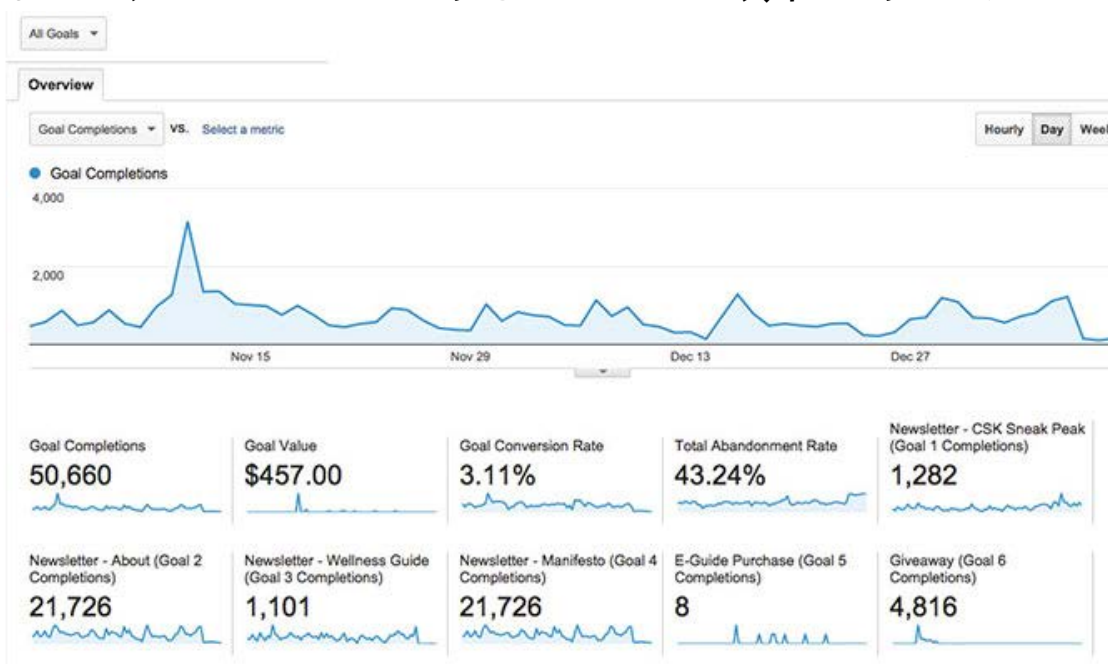 All Goals
Overview
Goal Completions vs. Select a metric
Hourly Day
Goal Completions
4,000
2,000
Nov 15 Nov 29 Dec 13 Dec 27
Newsletter - CSK Sneak Peak
Goal Completions Goal Value Goal Conversion Rate Total Abandonment Rate (Goal 1 Completions)
50,660 $457.00 3.11% 43.24% 1,282
Newsletter - About (Goal 2 Newsletter - Wellness Guide Newsletter - Manifesto (Goal 4 E-Guide Purchase (Goal 5 Giveaway (Goal 6
Completions) (Goal 3 Completions) Completions) Completions) Completions)
21,726 1,101 21,726 8 4,816